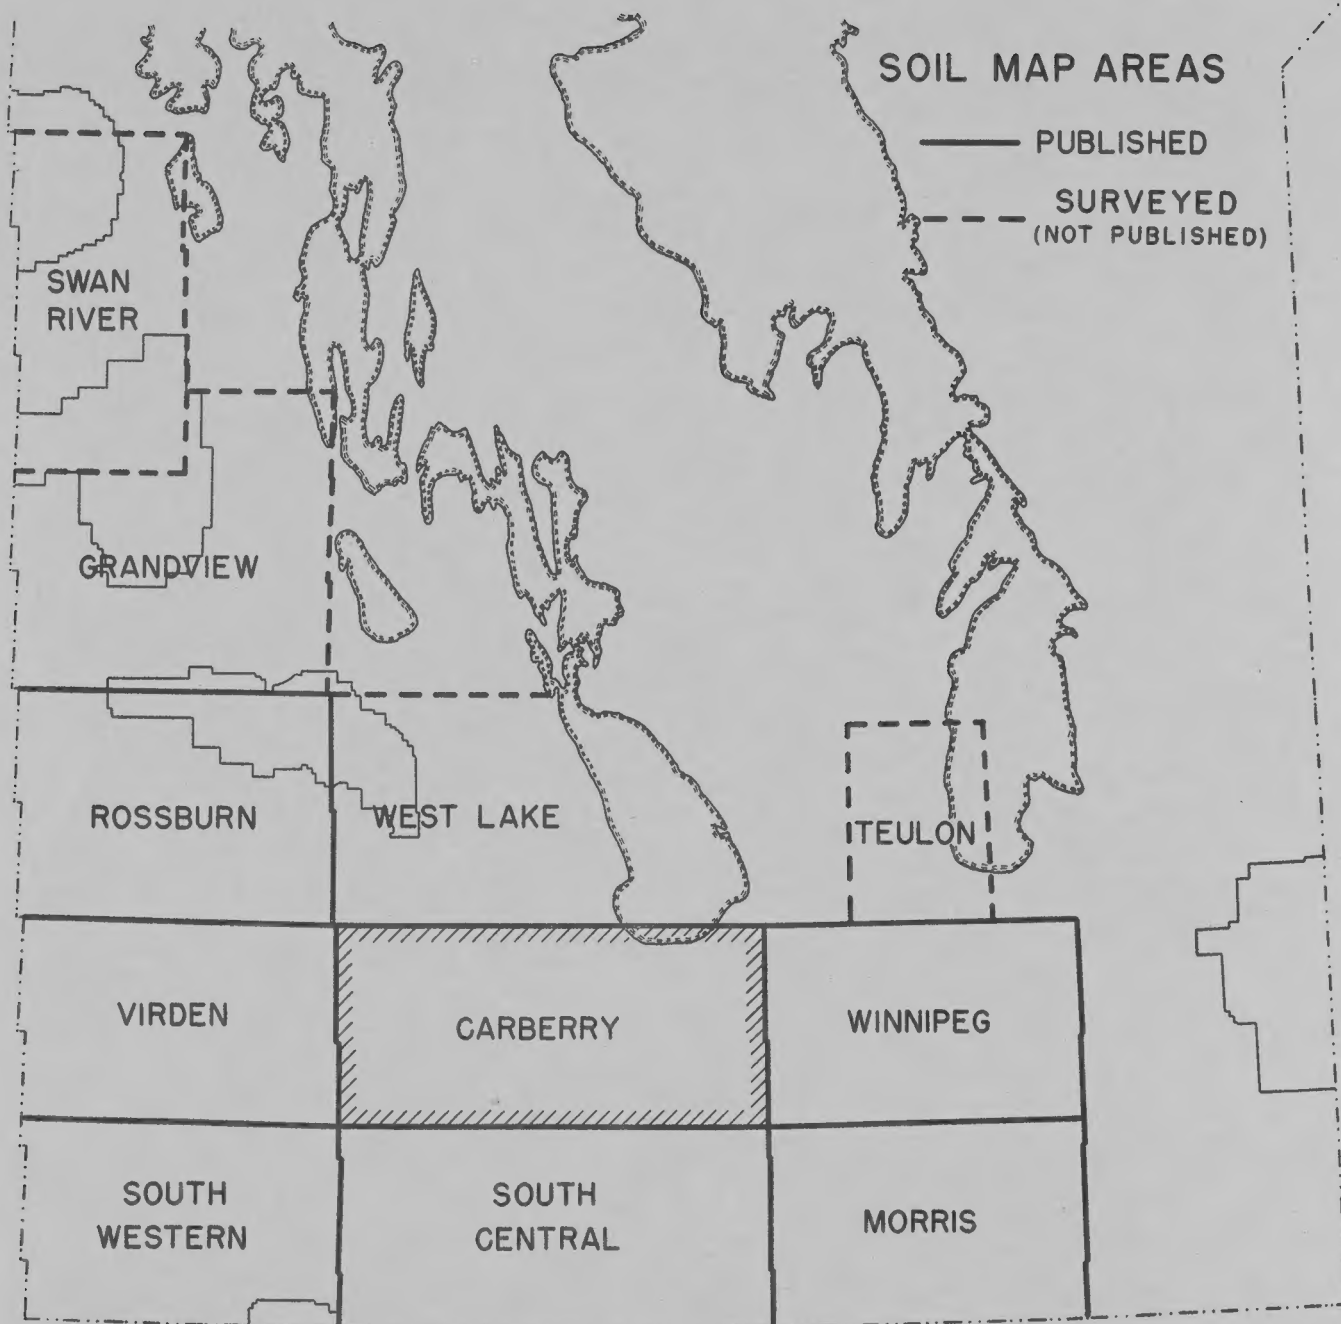 SOIL MAP AREAS
PUBLISHED
SURVEYED
(NOT PUBLISHED)
SWAN
RIVER
GRANDVIEW
ROSSBURN
WEST LAKE
TEULON
VIRDEN
CARBERRY
WINNIPEG
SOUTH
WESTERN
SOUTH
CENTRAL
MORRIS